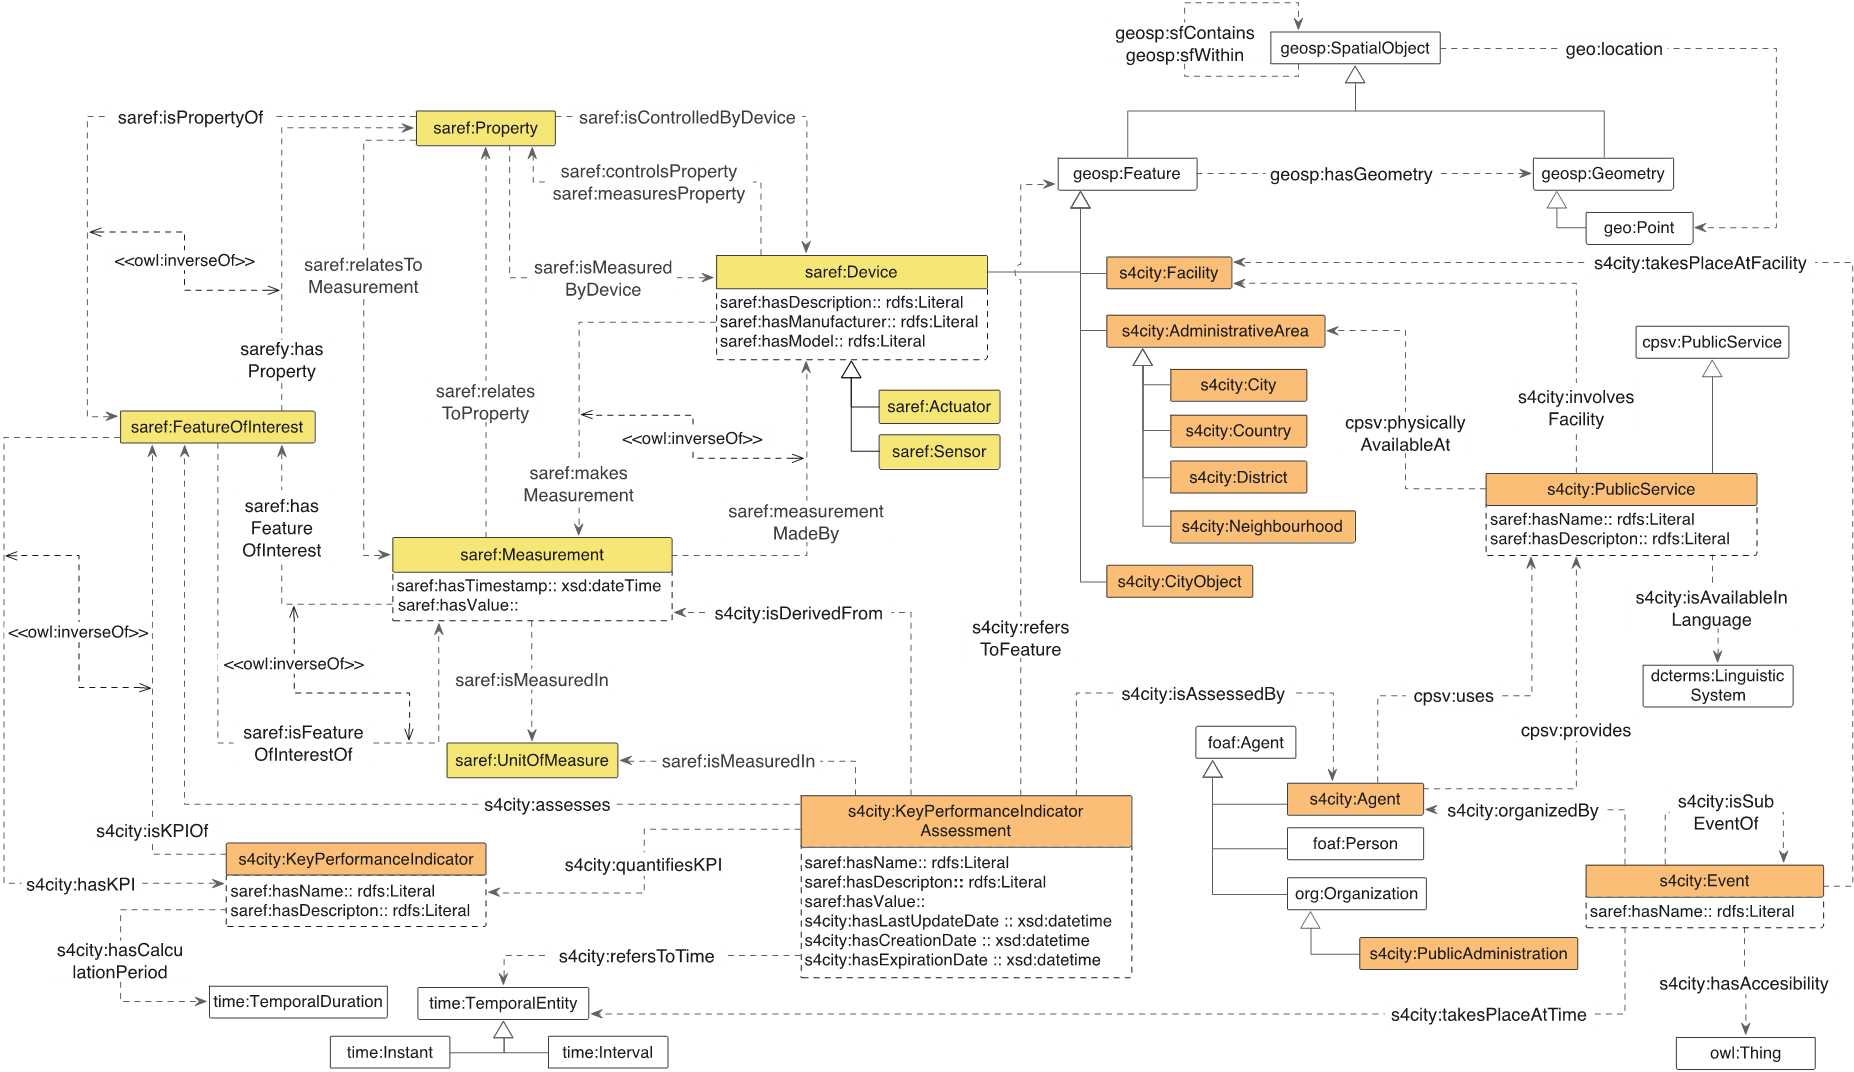 geosp:sfContains
geosp:sfWithin
geosp:SpatialObject
geo:location
saref:isPropertyOf
saref:Property
saref:isControlledByDevice
saref:controlsProperty
saref:measuresProperty
geosp:Feature
geosp:hasGeometry
geosp:Geometry
geo:Point
<<owl:inverseOf>>
saref:relatesTo
Measurement
saref:isMeasured
ByDevice
saref:Device
saref:hasDescription:: rdfs:Literal
saref:hasManufacturer:: rdfs:Literal
saref:hasModel:: rdfs:Literal
s4city:Facility
s4city:takesPlaceAtFacility
s4city:AdministrativeArea
cpsv:PublicService
sarefy:has
Property
saref:relates
ToProperty
saref:Actuator
saref:Sensor
s4city:City
s4city:Country
s4city:District
s4city:Neighbourhood
s4city:CityObject
cpsv:physically
AvailableAt
s4city:involves
Facility
saref:FeatureOfInterest
<<owl:inverseOf>>
saref:makes
Measurement
saref:measurement
MadeBy
s4city:PublicService
saref:hasName:: rdfs:Literal
saref:hasDescripton:: rdfs:Literal
saref:has
Feature
OfInterest
saref:Measurement
saref:hasTimestamp:: xsd:dateTime
saref:hasValue::
s4city:isDerivedFrom
s4city:refers
ToFeature
s4city:isAvailableIn
Language
dcterms:Linguistic
System
<<owl:inverseOf>>
<<owl:inverseOf>>
saref:isMeasuredIn
s4city:isAssessedBy
cpsv:uses
cpsv:provides
saref:isFeature
OfInterestOf
saref:UnitOfMeasure
saref:isMeasuredIn
foaf:Agent
s4city:Agent
foaf:Person
org:Organization
s4city:PublicAdministration
s4city:organizedBy
s4city:isSub
EventOf
s4city:assesses
s4city:KeyPerformanceIndicator
Assessment
saref:hasName:: rdfs:Literal
saref:hasDescripton:: rdfs:Literal
saref:hasValue::
s4city:hasLastUpdateDate :: xsd:datetime
s4city:hasCreationDate :: xsd:datetime
s4city:hasExpirationDate :: xsd:datetime
s4city:isKPIOf
s4city:KeyPerformanceIndicator
saref:hasName:: rdfs:Literal
saref:hasDescripton:: rdfs:Literal
s4city:quantifiesKPI
s4city:hasKPI
s4city:Event
saref:hasName:: rdfs:Literal
s4city:hasCalcu
lationPeriod
s4city:refersToTime
time:TemporalDuration
time:TemporalEntity
s4city:takesPlaceAtTime
s4city:hasAccesibility
time:Instant
time:Interval
owl:Thing